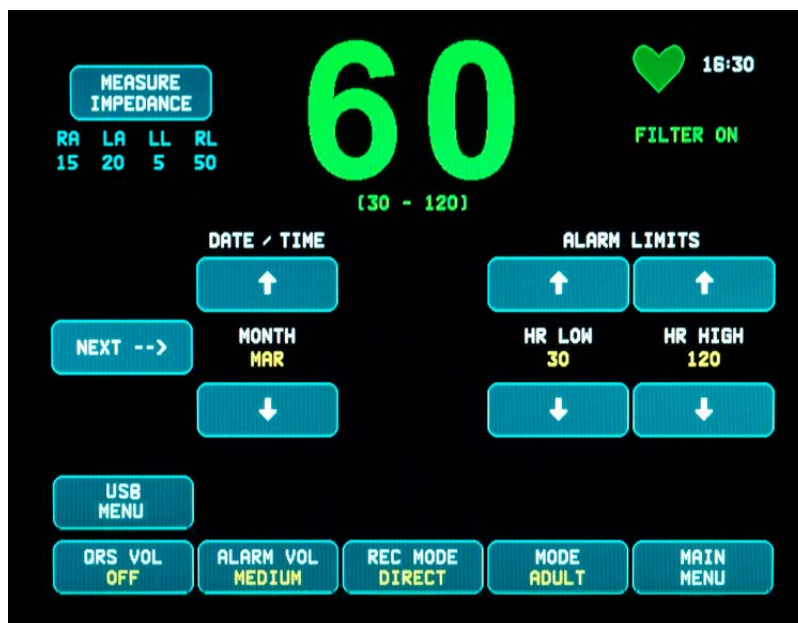 MEASURE
IMPEDANCE
RA LA LL RL
15 20 5 50
60
(30 - 120)
16:30
FILTER ON
DATE / TIME
ALARM LIMITS
NEXT -->
MONTH
MAR
HR LOW
30
HR HIGH
120
USB
MENU
QRS VOL
OFF
ALARM VOL
MEDIUM
REC MODE
DIRECT
MODE
ADULT
MAIN
MENU